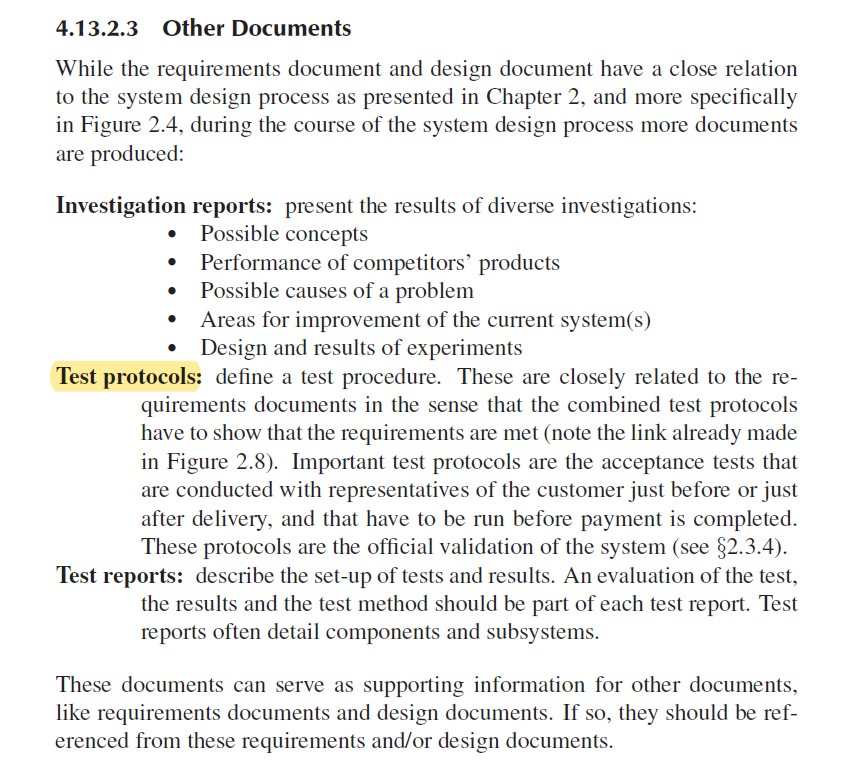 4.13.2.3 Other Documents
While the requirements document and design document have a close relation
to the system design process as presented in Chapter 2, and more specifically
in Figure 2.4, during the course of the system design process more documents
are produced:
Investigation reports: present the results of diverse investigations:
• Possible concepts
• Performance of competitors’ products
• Possible causes of a problem
• Areas for improvement of the current system(s)
• Design and results of experiments
Test protocols: define a test procedure. These are closely related to the re-
quirements documents in the sense that the combined test protocols
have to show that the requirements are met (note the link already made
in Figure 2.8). Important test protocols are the acceptance tests that
are conducted with representatives of the customer just before or just
after delivery, and that have to be run before payment is completed.
These protocols are the official validation of the system (see §2.3.4).
Test reports: describe the set-up of tests and results. An evaluation of the test,
the results and the test method should be part of each test report. Test
reports often detail components and subsystems.
These documents can serve as supporting information for other documents,
like requirements documents and design documents. If so, they should be ref-
erenced from these requirements and/or design documents.